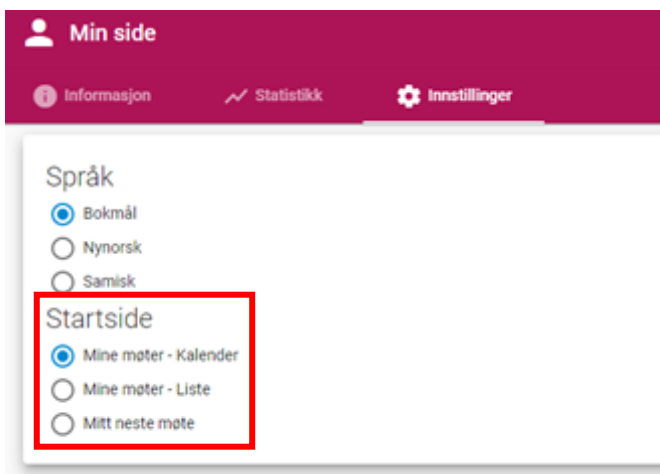 Min side
Informasjon Statistikk Innstillinger
Språk
Bokmål
Nynorsk
Samisk
Startside
Mine møter - Kalender
Mine møter - Liste
Mitt neste møte